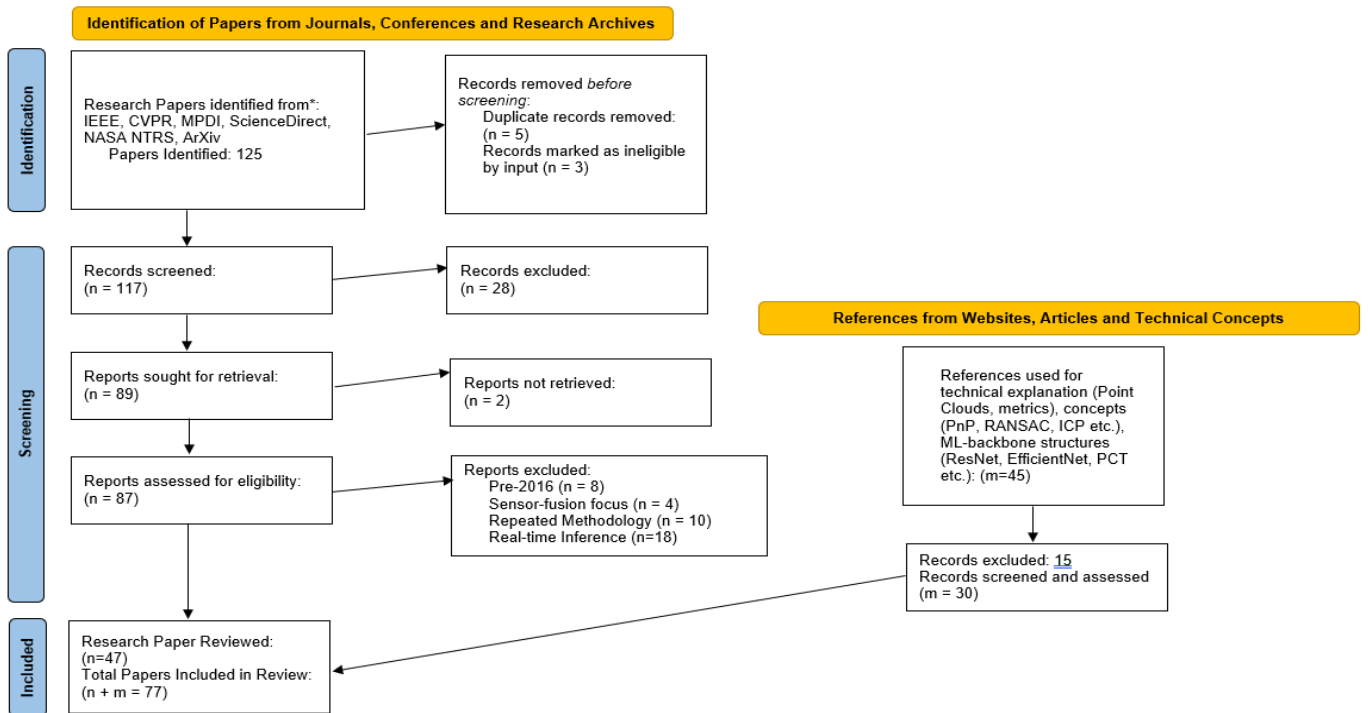 Identification of Papers from Journals, Conferences and Research Archives
Identification
Research Papers identified from*:
IEEE, CVPR, MPDI, ScienceDirect,
NASA NTRS, ArXiv
Papers Identified: 125
Records removed before
screening:
Duplicate records removed:
(n = 5)
Records marked as ineligible
by input (n = 3)
Screening
Records screened:
(n = 117)
Records excluded:
(n = 28)
Reports sought for retrieval:
(n = 89)
Reports not retrieved:
(n = 2)
Reports assessed for eligibility:
(n = 87)
Reports excluded:
Pre-2016 (n = 8)
Sensor-fusion focus (n = 4)
Repeated Methodology (n = 10)
Real-time Inference (n=18)
References from Websites, Articles and Technical Concepts
References used for
technical explanation (Point
Clouds, metrics), concepts
(PnP, RANSAC, ICP etc.),
ML-backbone structures
(ResNet, EfficientNet, PCT
etc.): (m=45)
Records excluded: 15
Records screened and assessed
(m = 30)
Included
Research Paper Reviewed:
(n=47)
Total Papers Included in Review:
(n + m = 77)